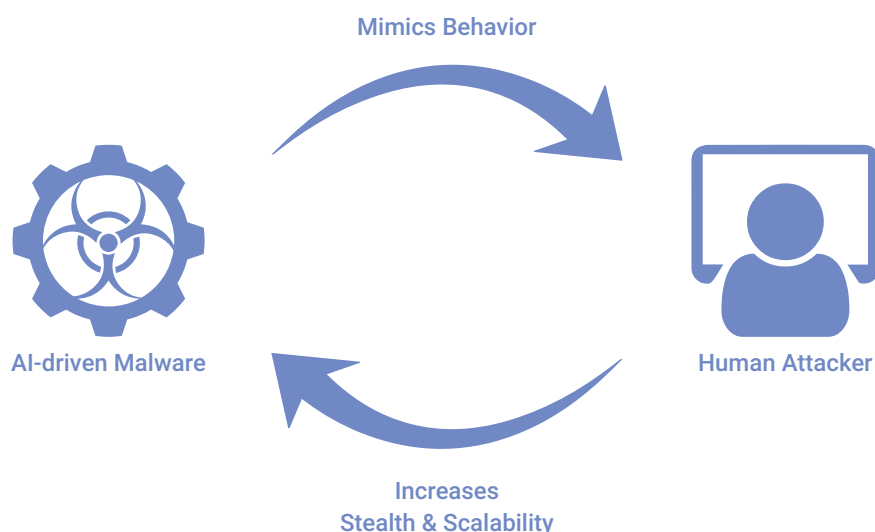 Mimics Behavior
AI-driven Malware
Human Attacker
Increases
Stealth & Scalability